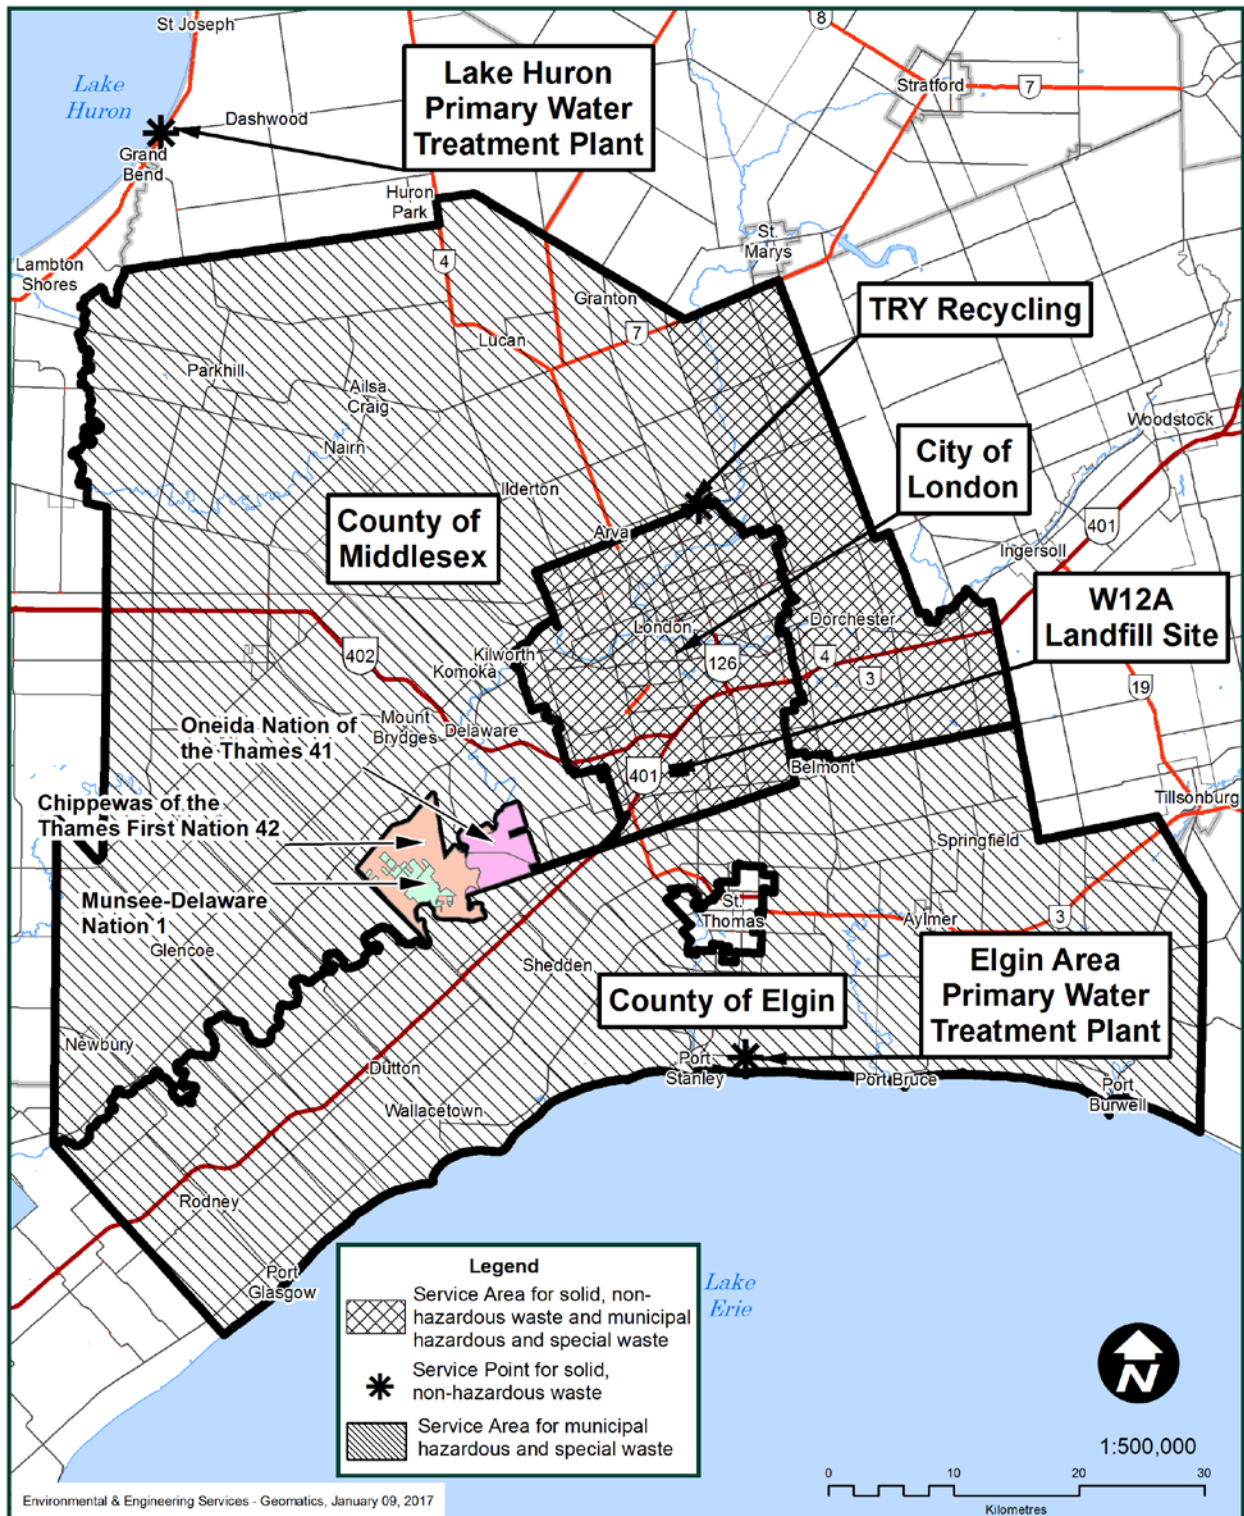 St Joseph
8
Lake
Huron
Lake Huron
Primary Water
Treatment Plant
Stratford
7
Dashwood
Grand
Bend
Huron
Park
St.
Marys
Lambton
Shores
4
Granton
TRY Recycling
7
Lucan
Parkhill
Ailsa
Craig
Woodstock
Nairn
City of
London
Ilderton
County of
Middlesex
Arva
401
Ingersoll
W12A
Landfill Site
Dorchester
London
402
Kilworth
Komoka
126
4
3
19
Oneida Nation of
the Thames 41
Mount
Brydges
Delaware
401
Belmont
Chippewas of the
Thames First Nation 42
Tillsonburg
Springfield
Munsee-Delaware
Nation 1
St.
Thomas
Aylmer
3
Glencoe
Shedden
Elgin Area
Primary Water
Treatment Plant
County of Elgin
Newbury
Dutton
Port
Stanley
Port Bruce
Port
Burwell
Wallacetown
Rodney
Port
Glasgow
Legend
Service Area for solid, non-
hazardous waste and municipal
hazardous and special waste
Service Point for solid,
non-hazardous waste
Service Area for municipal
hazardous and special waste
Lake
Erie
N
1:500,000
0 10 20 30
Kilometres
Environmental & Engineering Services - Geomatics, January 09, 2017